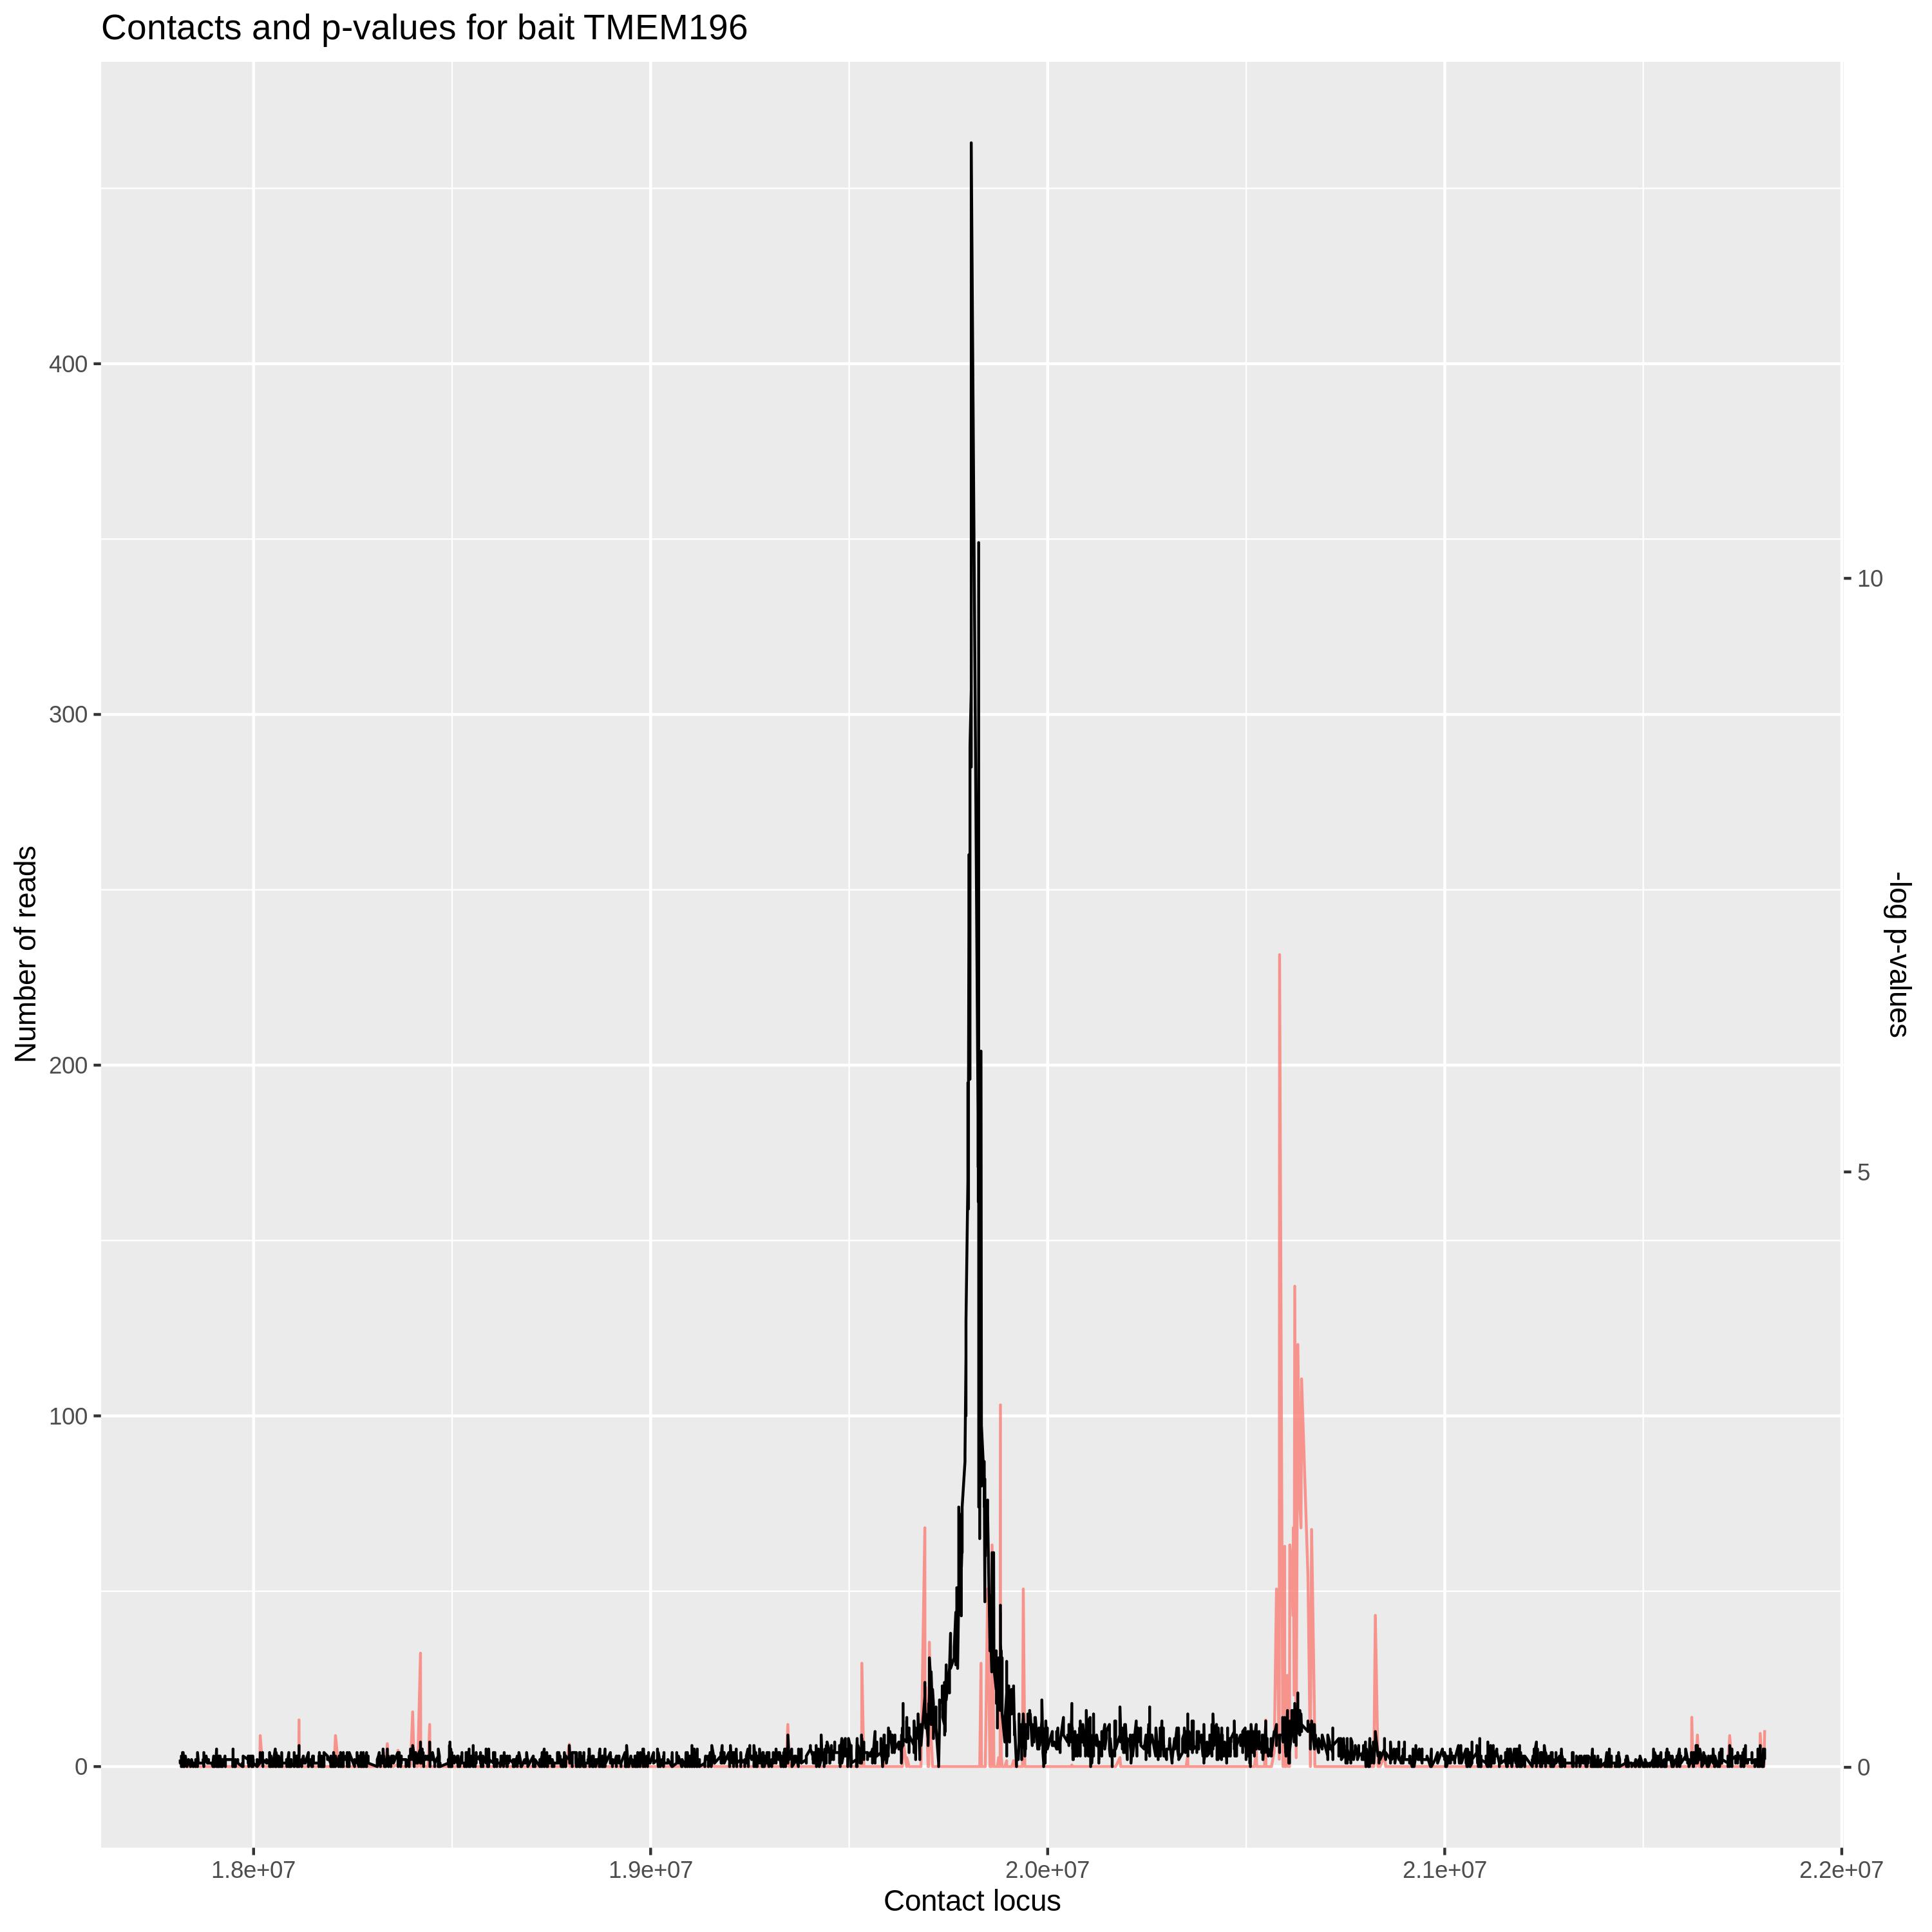 Contacts and p-values for bait TMEM196
Number of reads
400
300
200
100
0
10
5
0
-log p-values
1.8e+07 1.9e+07 2.0e+07 2.1e+07 2.2e+07
Contact locus